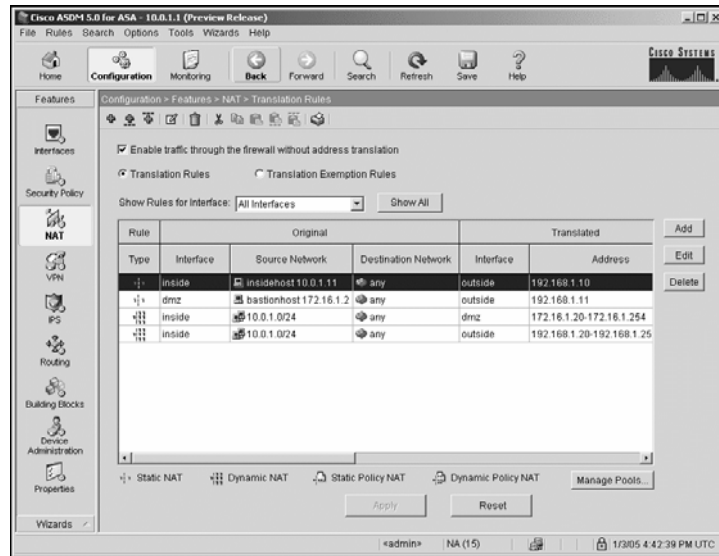 Cisco ASDM 5.0 for ASA - 10.0.1.1 (Preview Release)
File Rules Search Options Tools Wizards Help
Home Configuration Monitoring Back Forward Search Refresh Save Help
CISCO SYSTEMS
Features
Configuration > Features > NAT > Translation Rules
Interfaces
Security Policy
NAT
VPN
IPS
Routing
Building Blocks
Device Administration
Properties
Wizards
Enable traffic through the firewall without address translation
Translation Rules Translation Exemption Rules
Show Rules for Interface: All Interfaces Show All
Rule Original Translated
Type Interface Source Network Destination Network Interface Address
inside insidehost 10.0.1.11 any outside 192.168.1.10
dmz bastionhost 172.16.1.2 any outside 192.168.1.11
inside 10.0.1.0/24 any dmz 172.16.1.20-172.16.1.254
inside 10.0.1.0/24 any outside 192.168.1.20-192.168.1.25
Add
Edit
Delete
Static NAT Dynamic NAT Static Policy NAT Dynamic Policy NAT Manage Pools...
Apply Reset
<admin> NA (15) 1/3/05 4:42:39 PM UTC